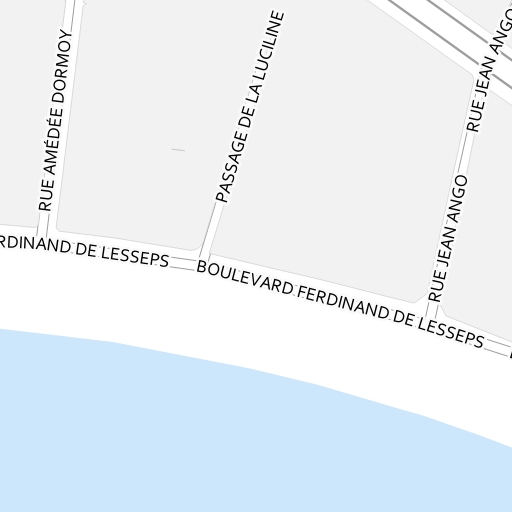 RUE AMÉDÉE DORMOY
PASSAGE DE LA LUCILINE
RUE JEAN ANGO
RUE JEAN ANGO
RDINAND DE LESSEPS
BOULEVARD FERDINAND DE LESSEPS